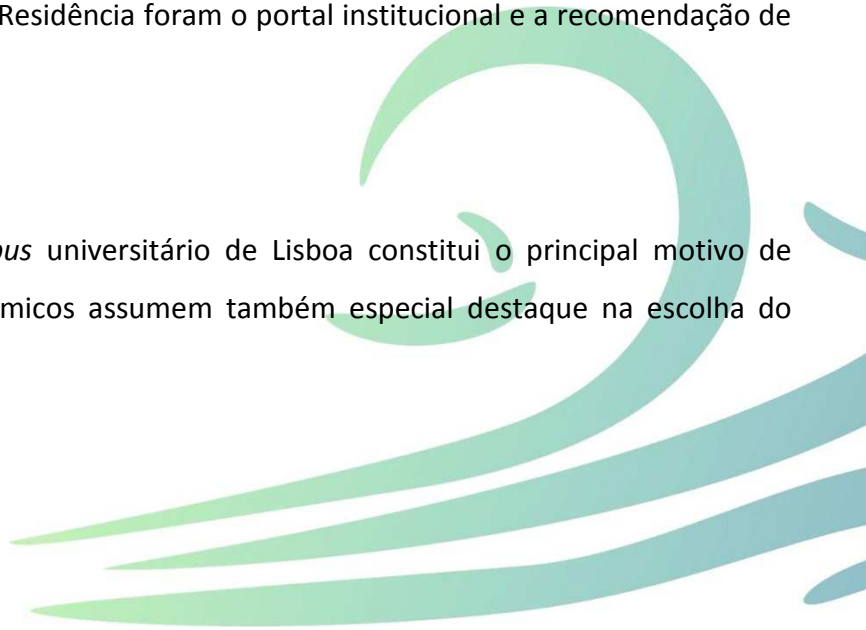 Residência foram o portal institucional e a recomendação de
pus universitário de Lisboa constitui o principal motivo de
micos assumem também especial destaque na escolha do